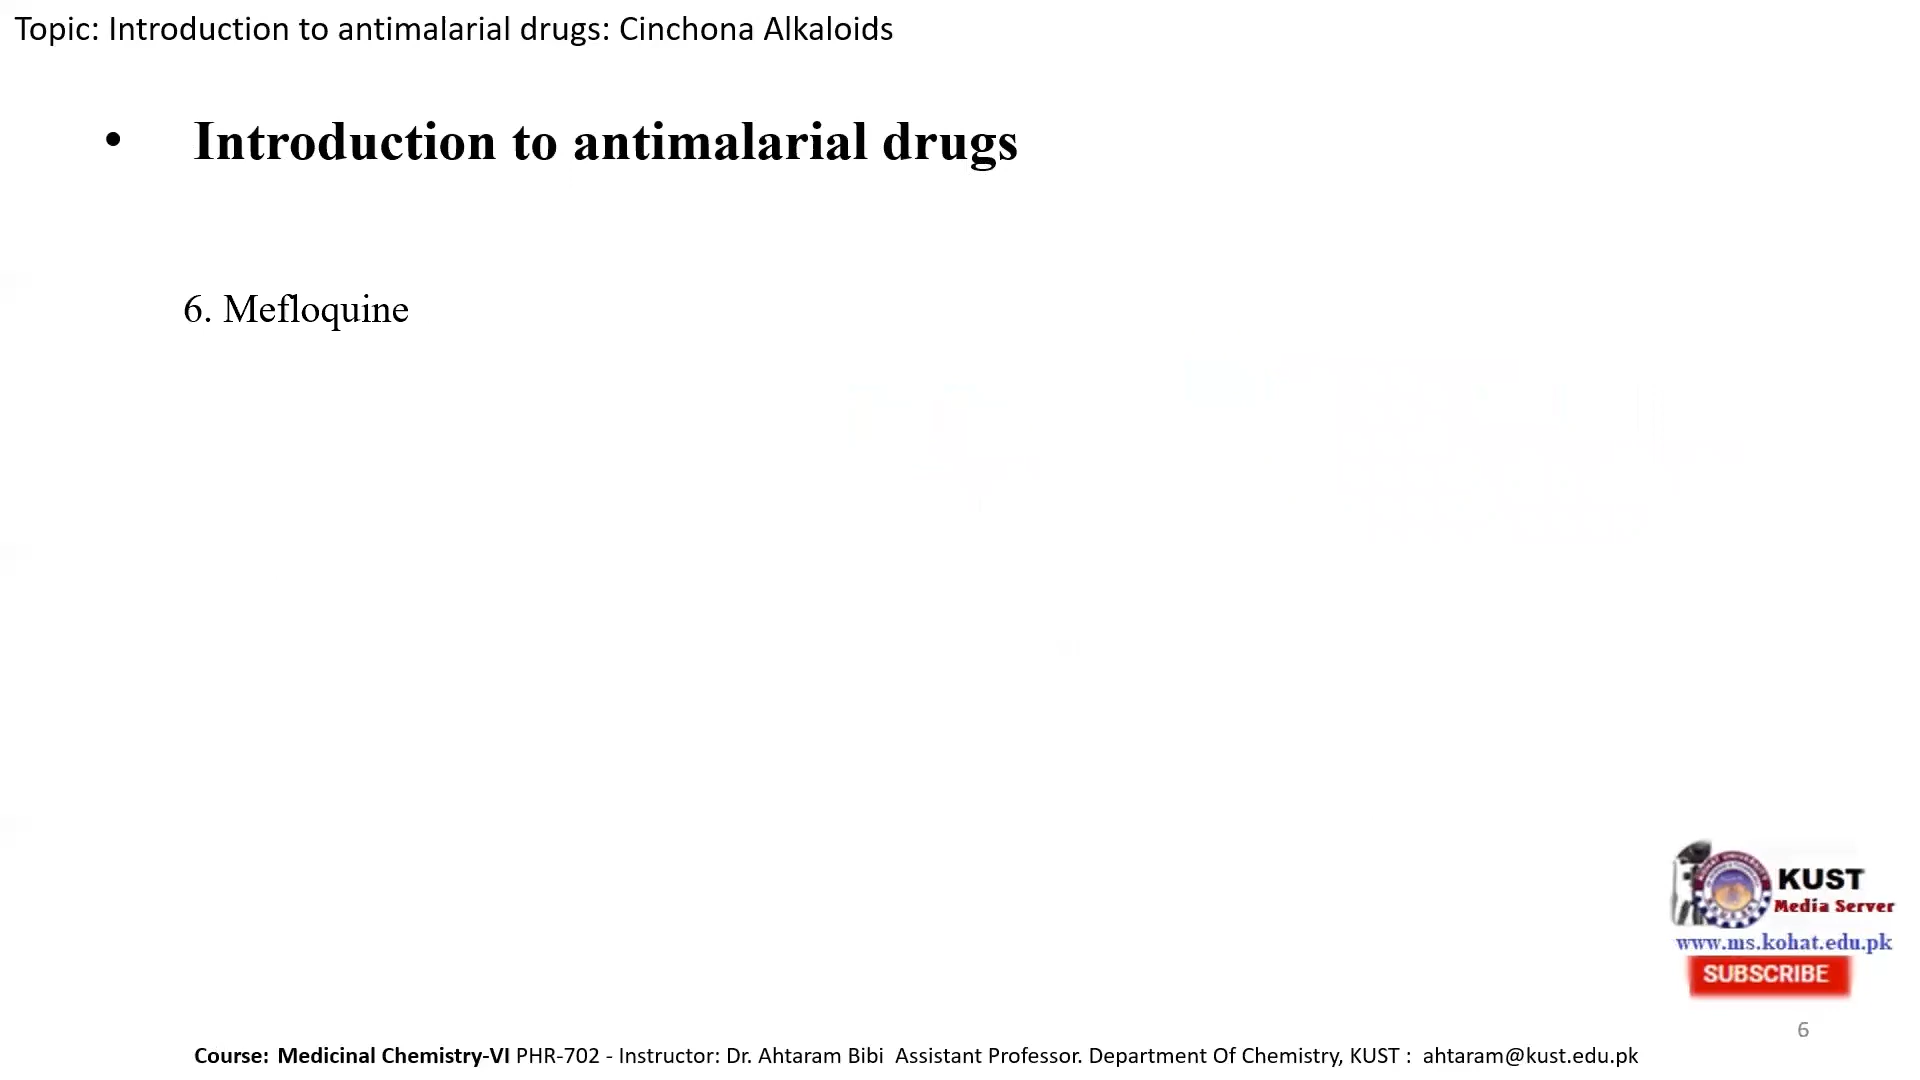 Topic: Introduction to antimalarial drugs: Cinchona Alkaloids
• Introduction to antimalarial drugs
6. Mefloquine
KUST
Media Server
www.ms.kohat.edu.pk
SUBSCRIBE
6
Course: Medicinal Chemistry-VI PHR-702 - Instructor: Dr. Ahtaram Bibi Assistant Professor. Department Of Chemistry, KUST : ahtaram@kust.edu.pk